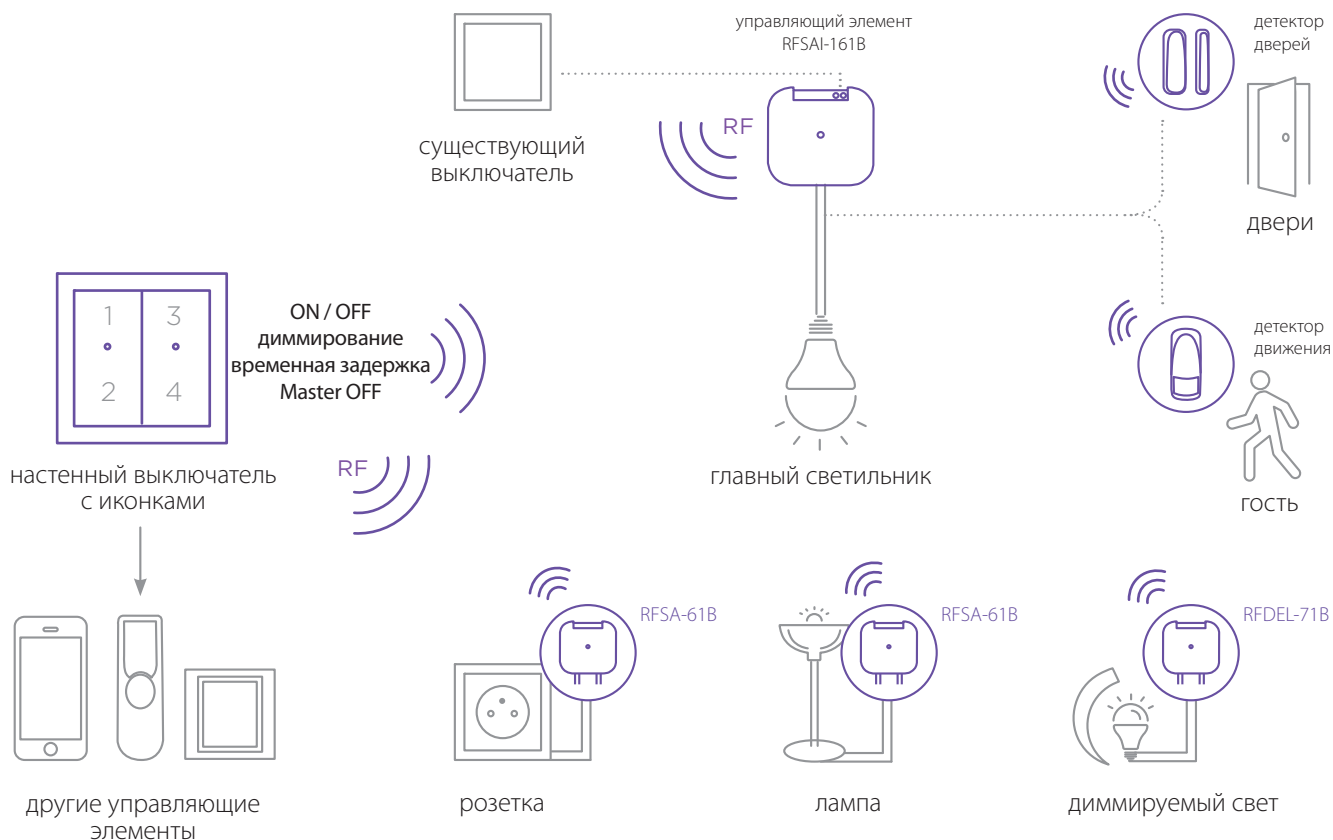 управляющий элемент
RFSAI-161B
детектор
дверей
RF
существующий
выключатель
двери
1
3
2
4
ON / OFF
диммирование
временная задержка
Master OFF
детектор
движения
RF
настенный выключатель
с иконками
главный светильник
гость
RFSA-61B
RFSA-61B
RFDEL-71B
другие управляющие
элементы
розетка
лампа
диммируемый свет